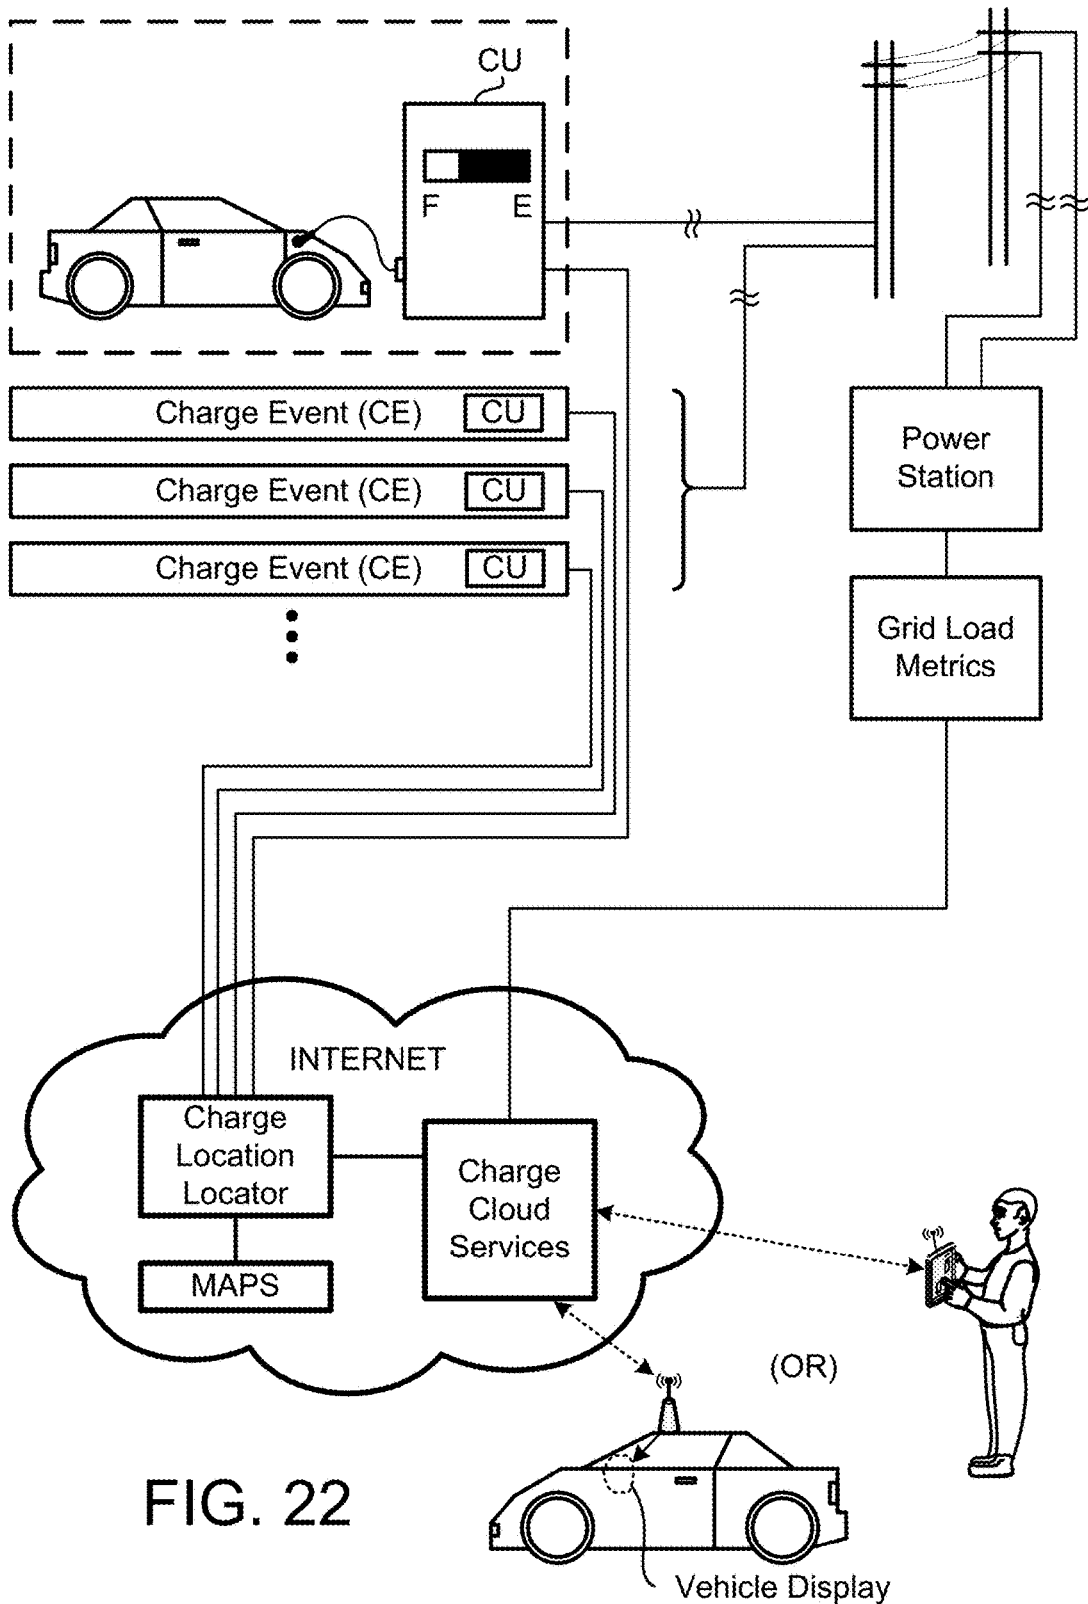 CU
F E
Charge Event (CE) CU
Charge Event (CE) CU
Charge Event (CE) CU
Power
Station
Grid Load
Metrics
INTERNET
Charge
Location
Locator
MAPS
Charge
Cloud
Services
(OR)
FIG. 22
Vehicle Display